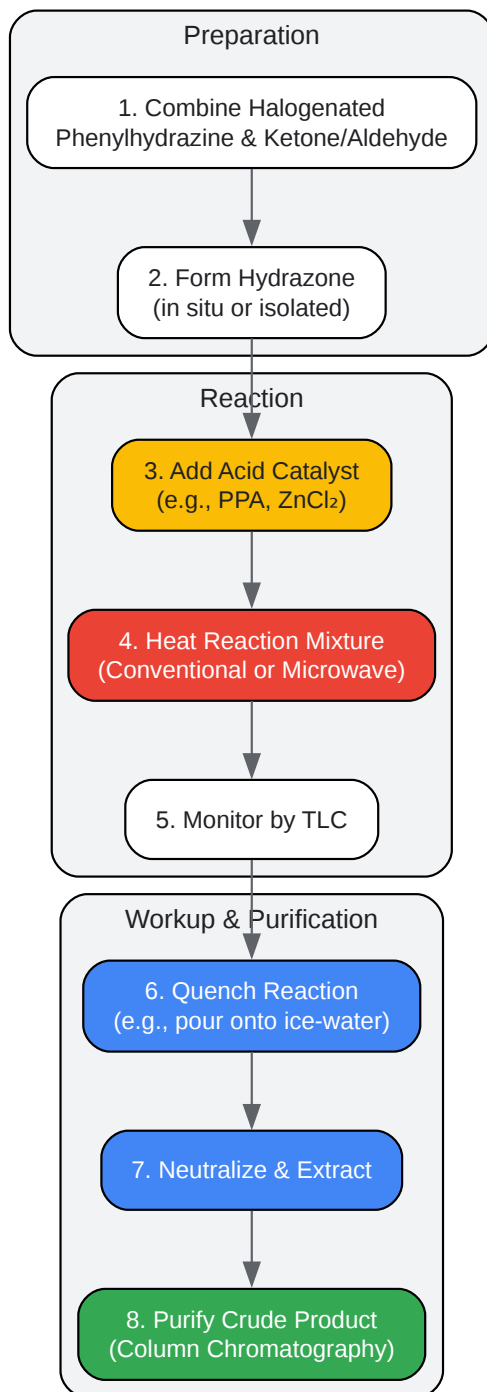 Preparation
1. Combine Halogenated
Phenylhydrazine & Ketone/Aldehyde
2. Form Hydrazone
(in situ or isolated)
Reaction
3. Add Acid Catalyst
(e.g., PPA, ZnCl₂)
4. Heat Reaction Mixture
(Conventional or Microwave)
5. Monitor by TLC
Workup & Purification
6. Quench Reaction
(e.g., pour onto ice-water)
7. Neutralize & Extract
8. Purify Crude Product
(Column Chromatography)